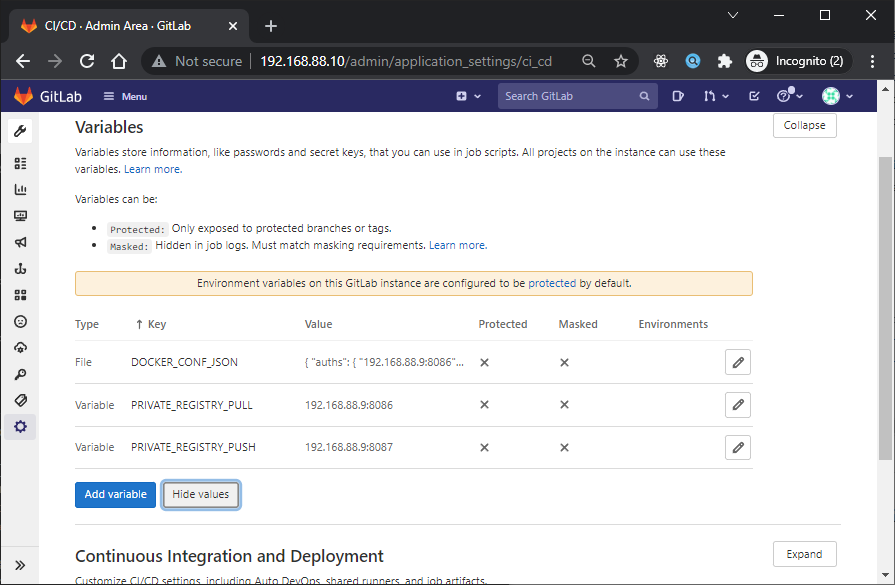 CI/CD · Admin Area · GitLab
Not secure
192.168.88.10/admin/application_settings/ci_cd
Incognito (2)
GitLab
Menu
Search GitLab
Variables
Collapse
Variables store information, like passwords and secret keys, that you can use in job scripts. All projects on the instance can use these
variables. Learn more.
Variables can be:
Protected: Only exposed to protected branches or tags.
Masked: Hidden in job logs. Must match masking requirements. Learn more.
Environment variables on this GitLab instance are configured to be protected by default.
Type ↑ Key Value Protected Masked Environments
File DOCKER_CONF_JSON { "auths": { "192.168.88.9:8086"...
Variable PRIVATE_REGISTRY_PULL 192.168.88.9:8086
Variable PRIVATE_REGISTRY_PUSH 192.168.88.9:8087
Add variable Hide values
Continuous Integration and Deployment
Expand
Customize CI/CD settings, including Auto DevOps, shared runners, and job artifacts.